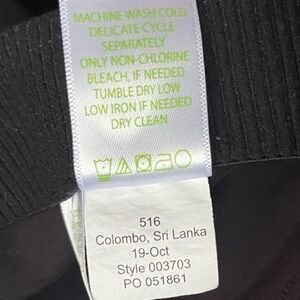 MACHINE WASH COLD
DELICATE CYCLE
SEPARATELY
ONLY NON-CHLORINE
BLEACH, IF NEEDED
TUMBLE DRY LOW
LOW IRON IF NEEDED
DRY CLEAN
516
Colombo, Sri Lanka
19-Oct
Style 003703
PO 051861